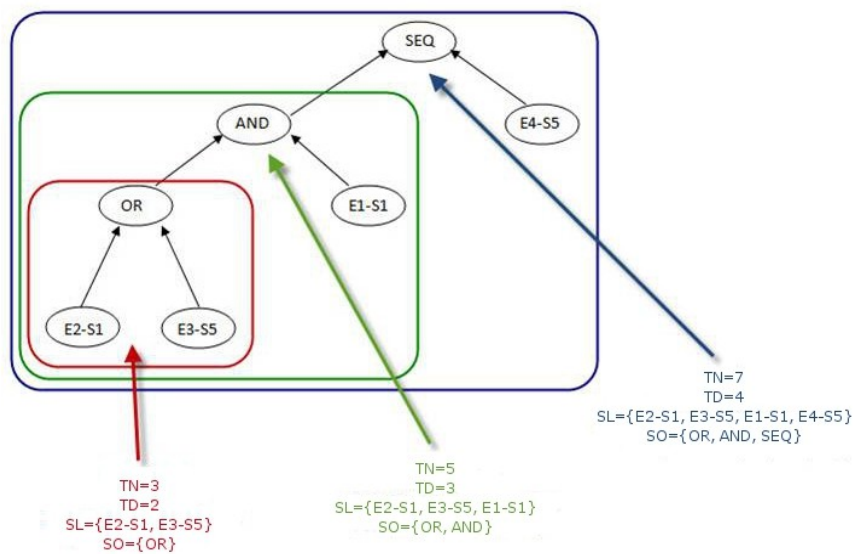 SEQ
AND
E4-S5
OR
E1-S1
E2-S1
E3-S5
TN=7
TD=4
SL={E2-S1, E3-S5, E1-S1, E4-S5}
SO={OR, AND, SEQ}
TN=5
TD=3
SL={E2-S1, E3-S5, E1-S1}
SO={OR, AND}
TN=3
TD=2
SL={E2-S1, E3-S5}
SO={OR}